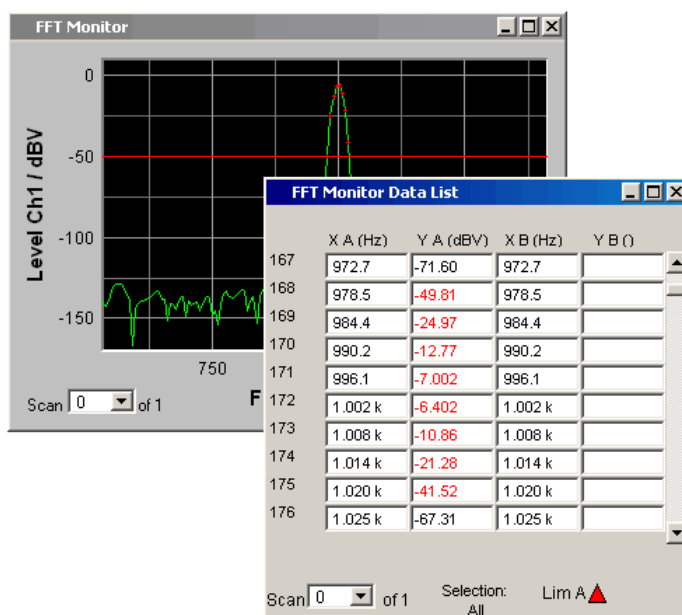 FFT Monitor
Level Ch1 / dBV
0
-50
-100
-150
750
F
Scan 0 of 1
FFT Monitor Data List
X A (Hz) Y A (dBV) X B (Hz) Y B ()
167 972.7 -71.60 972.7
168 978.5 -49.81 978.5
169 984.4 -24.97 984.4
170 990.2 -12.77 990.2
171 996.1 -7.002 996.1
172 1.002 k -6.402 1.002 k
173 1.008 k -10.86 1.008 k
174 1.014 k -21.28 1.014 k
175 1.020 k -41.52 1.020 k
176 1.025 k -67.31 1.025 k
Scan 0 of 1
Selection:
All
Lim A